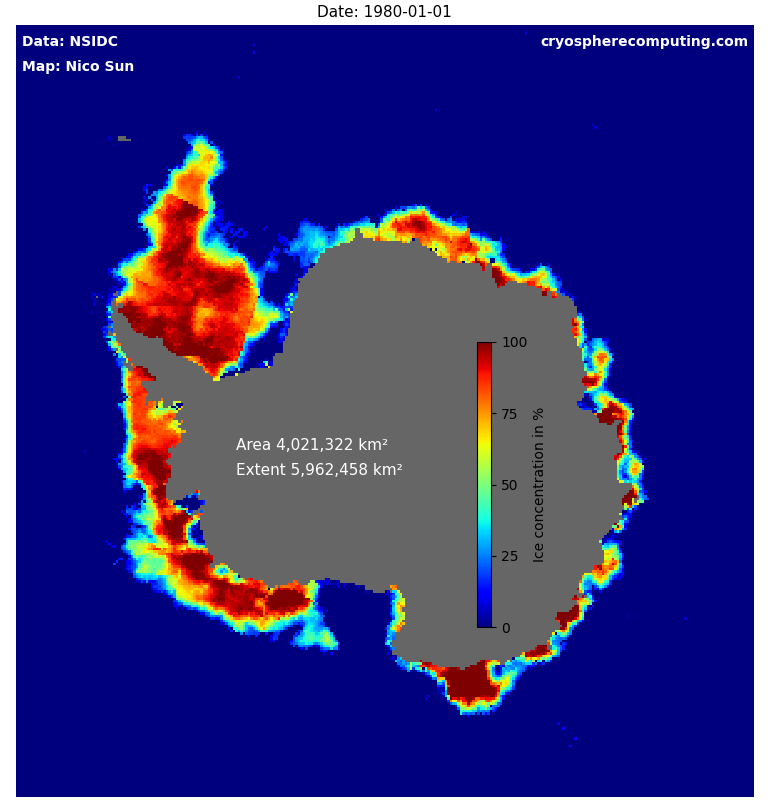 Date: 1980-01-01
Data: NSIDC
cryospherecomputing.com
Map: Nico Sun
100
75
50
25
0
Ice concentration in %
Area 4,021,322 km²
Extent 5,962,458 km²